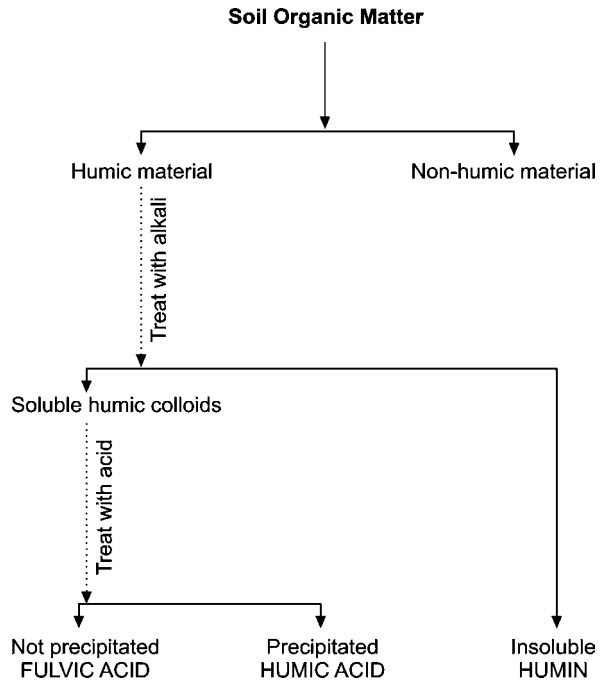 Soil Organic Matter
Humic material
Non-humic material
Treat with alkali
Soluble humic colloids
Treat with acid
Not precipitated
FULVIC ACID
Precipitated
HUMIC ACID
Insoluble
HUMIN